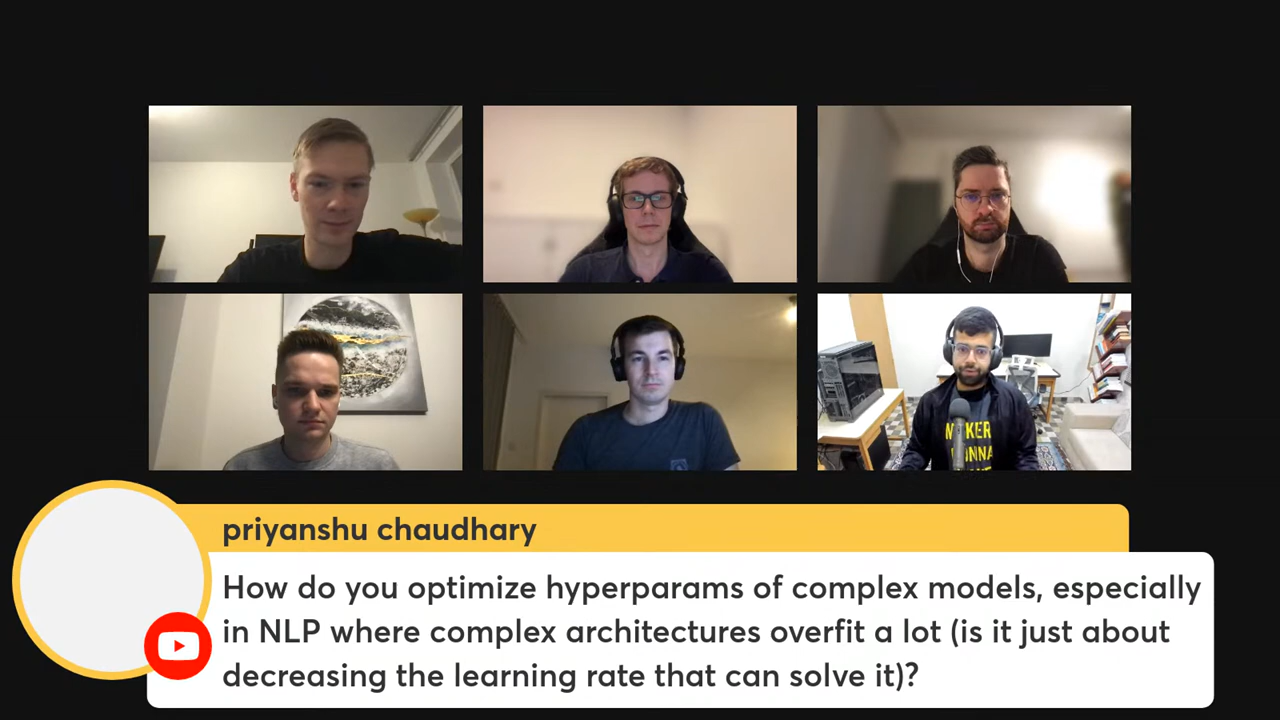 priyanshu chaudhary
How do you optimize hyperparams of complex models, especially
in NLP where complex architectures overfit a lot (is it just about
decreasing the learning rate that can solve it)?